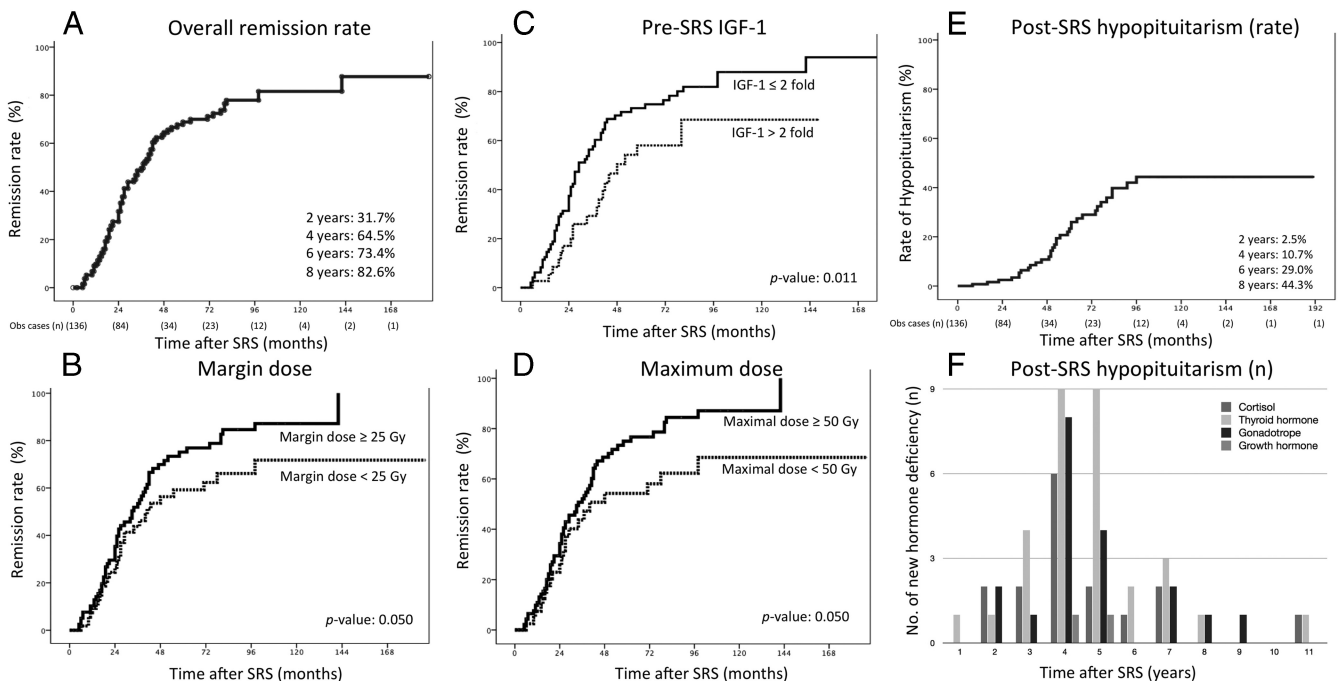 A
Overall remission rate
Remission rate (%)
100
80
60
40
20
0
2 years: 31.7%
4 years: 64.5%
6 years: 73.4%
8 years: 82.6%
0 24 48 72 96 120 144 168
Obs cases (n) (136) (84) (34) (23) (12) (4) (2) (1)
Time after SRS (months)
C
Pre-SRS IGF-1
Remission rate (%)
100
80
60
40
20
0
IGF-1 ≤ 2 fold
IGF-1 > 2 fold
p-value: 0.011
0 24 48 72 96 120 144 168
Time after SRS (months)
E
Post-SRS hypopituitarism (rate)
Rate of Hypopituitarism (%)
100
80
60
40
20
0
2 years: 2.5%
4 years: 10.7%
6 years: 29.0%
8 years: 44.3%
0 24 48 72 96 120 144 168 192
Obs cases (n) (136) (84) (34) (23) (12) (4) (2) (1) (1)
Time after SRS (months)
B
Margin dose
Remission rate (%)
100
80
60
40
20
0
Margin dose ≥ 25 Gy
Margin dose < 25 Gy
p-value: 0.050
0 24 48 72 96 120 144 168
Time after SRS (months)
D
Maximum dose
Remission rate (%)
100
80
60
40
20
0
Maximal dose ≥ 50 Gy
Maximal dose < 50 Gy
p-value: 0.050
0 24 48 72 96 120 144 168
Time after SRS (months)
F
Post-SRS hypopituitarism (n)
No. of new hormone deficiency (n)
9
6
3
0
Cortisol
Thyroid hormone
Gonadotrope
Growth hormone
1 2 3 4 5 6 7 8 9 10 11
Time after SRS (years)